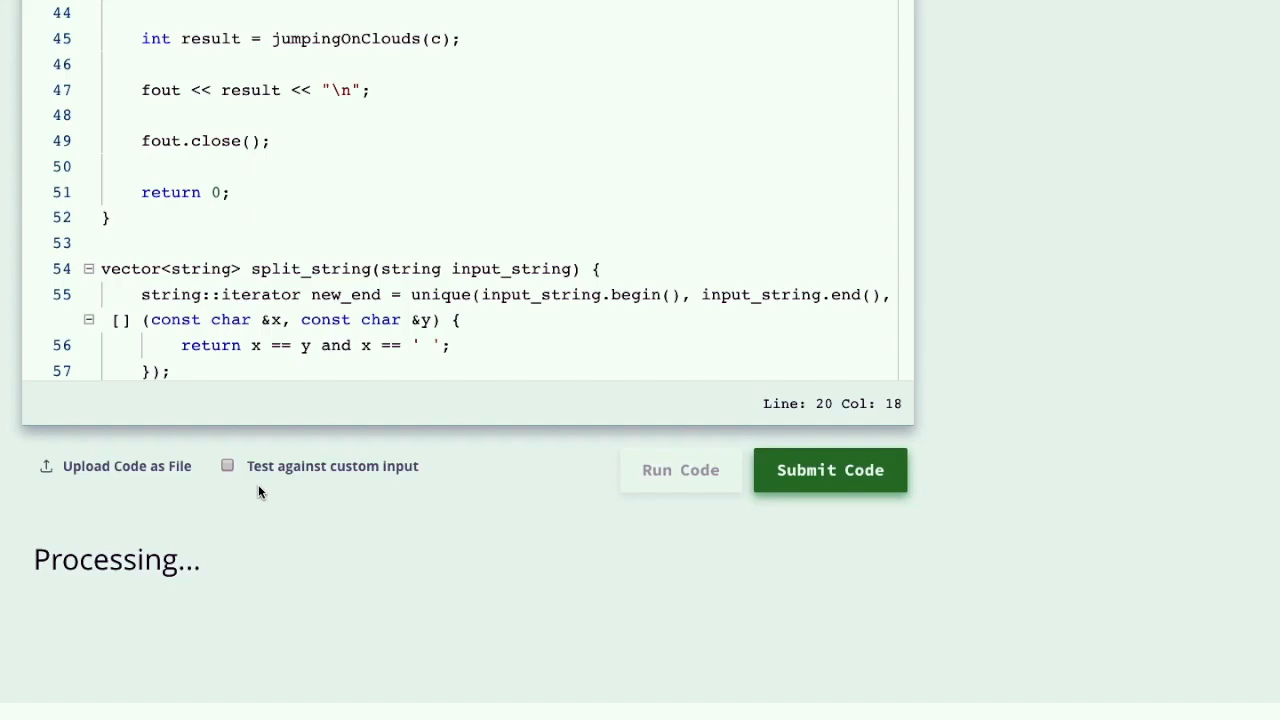 44
45 int result = jumpingOnClouds(c);
46
47 fout << result << "\n";
48
49 fout.close();
50
51 return 0;
52 }
53
54 vector<string> split_string(string input_string) {
55 string::iterator new_end = unique(input_string.begin(), input_string.end(),
[] (const char &x, const char &y) {
56 return x == y and x == ' ';
57 });
Line: 20 Col: 18
Upload Code as File Test against custom input Run Code Submit Code
Processing...